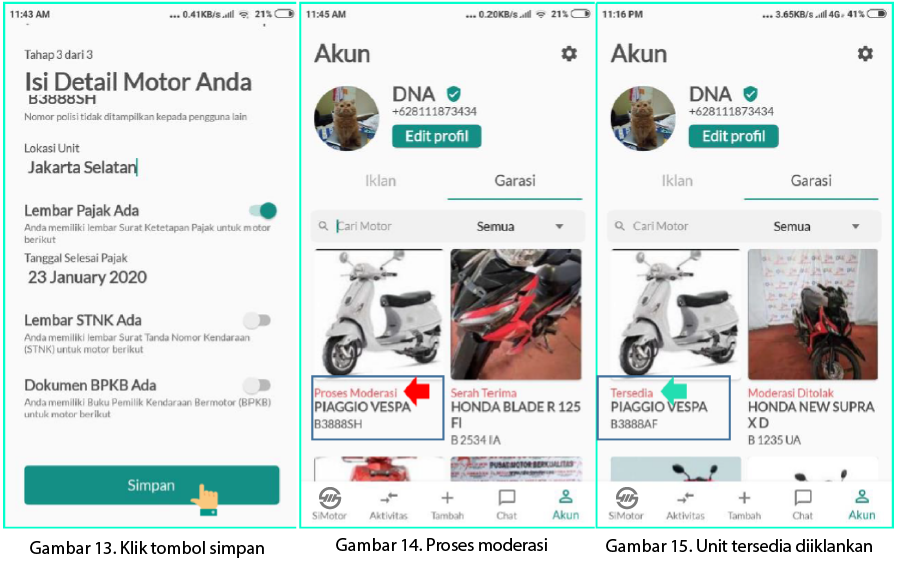 11:43 AM
... 0.41KB/s 21%
Tahap 3 dari 3
Isi Detail Motor Anda
B3888SH
Nomor polisi tidak ditampilkan kepada pengguna lain
Lokasi Unit
Jakarta Selatan
Lembar Pajak Ada
Anda memiliki lembar Surat Ketetapan Pajak untuk motor
berikut
Tanggal Selesai Pajak
23 January 2020
Lembar STNK Ada
Anda memiliki lembar Surat Tanda Nomor Kendaraan
(STNK) untuk motor berikut
Dokumen BPKB Ada
Anda memiliki Buku Pemilik Kendaraan Bermotor (BPKB)
untuk motor berikut
Simpan
Gambar 13. Klik tombol simpan
11:45 AM
... 0.20KB/s 21%
Akun
DNA
+628111873434
Edit profil
Iklan
Garasi
Cari Motor
Semua
Proses Moderasi
PIAGGIO VESPA
B3888SH
Serah Terima
HONDA BLADE R 125
FI
B 2534 IA
PUSAT MOTOR BERKUALITAS
SiMotor
Aktivitas
Tambah
Chat
Akun
Gambar 14. Proses moderasi
11:16 PM
... 3.65KB/s 4G 41%
Akun
DNA
+628111873434
Edit profil
Iklan
Garasi
Cari Motor
Semua
Tersedia
PIAGGIO VESPA
B3888AF
Moderasi Ditolak
HONDA NEW SUPRA
X D
B 1235 UA
SiMotor
Aktivitas
Tambah
Chat
Akun
Gambar 15. Unit tersedia diiklankan